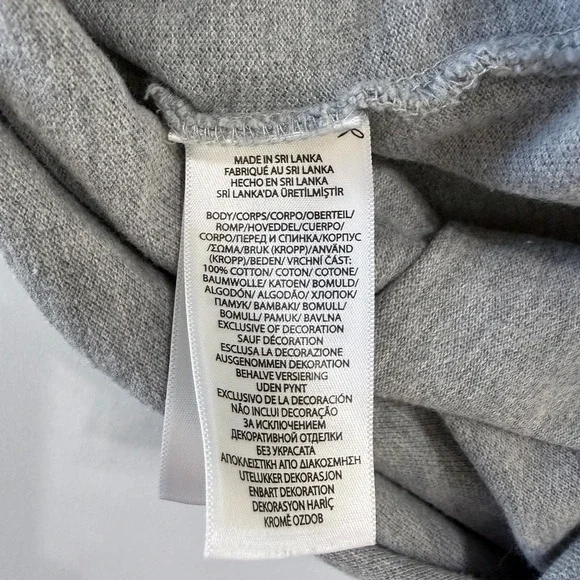 MADE IN SRI LANKA
FABRIQUÉ AU SRI LANKA
HECHO EN SRI LANKA
SRİ LANKA'DA ÜRETİLMİŞTİR
BODY/CORPS/CORPO/OBERTEIL/
ROMP/HOVEDDEL/CUERPO/
CORPO/ПЕРЕД И СПИНКА/КОРПУС
/ΣΩΜΑ/BRUK (KROPP)/ANVÄND
(KROPP)/BEDEN/ VRCHNÍ ČÁST:
100% COTTON/ COTON/ COTONE/
BAUMWOLLE/ KATOEN/ BOMULD/
ALGODÓN/ ALGODÃO/ ХЛОПОК/
ПАМУК/ BAMBAKI/ BOMULL/
BOMULL/ PAMUK/ BAVLNA
EXCLUSIVE OF DECORATION
SAUF DÉCORATION
ESCLUSA LA DECORAZIONE
AUSGENOMMEN DEKORATION
BEHALVE VERSIERING
UDEN PYNT
EXCLUSIVO DE LA DECORACIÓN
NÃO INCLUI DECORAÇÃO
ЗА ИСКЛЮЧЕНИЕМ
ДЕКОРАТИВНОЙ ОТДЕЛКИ
БЕЗ УКРАСАТА
ΑΠΟΚΛΕΙΣΤΙΚΗ ΑΠΟ ΔΙΑΚΟΣΜΗΣΗ
UTELUKKER DEKORASJON
ENBART DEKORATION
DEKORASYON HARİÇ
KROMĚ OZDOB